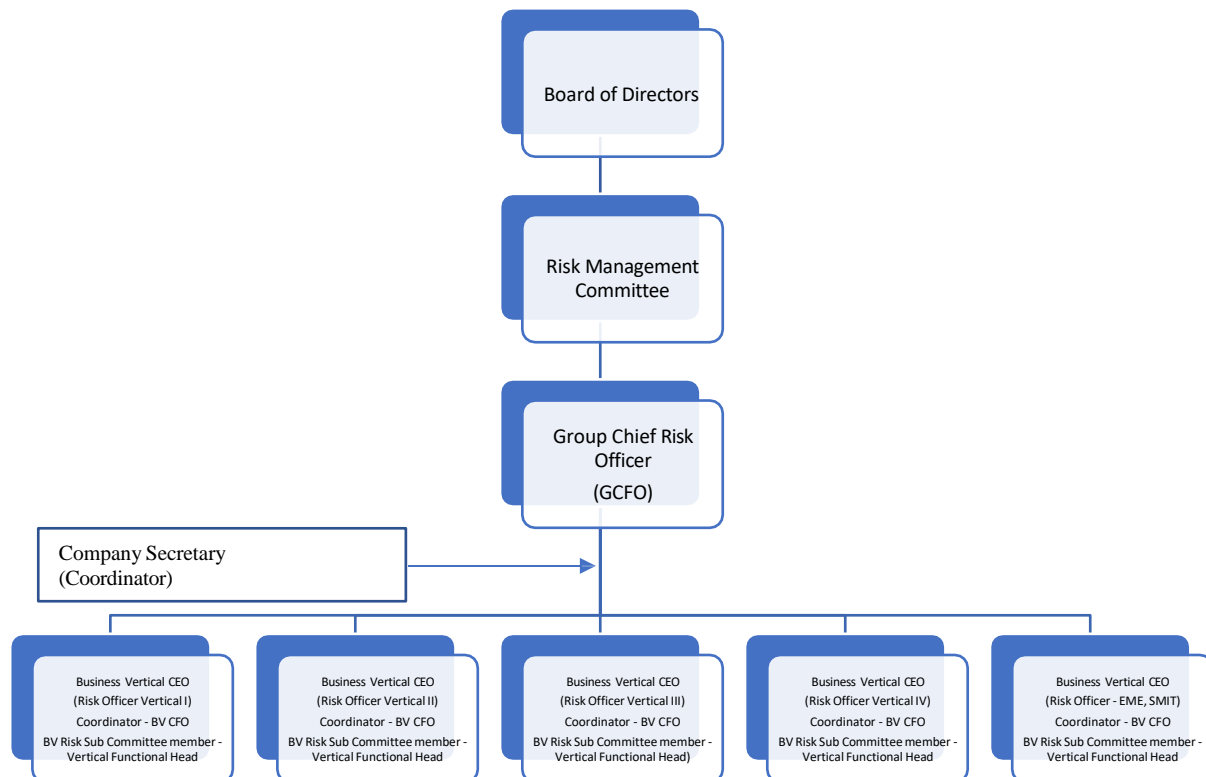 Board of Directors
Risk Management
Committee
Group Chief Risk
Officer
(GCFO)
Company Secretary
(Coordinator)
Business Vertical CEO
(Risk Officer Vertical I)
Coordinator - BV CFO
BV Risk Sub Committee member -
Vertical Functional Head
Business Vertical CEO
(Risk Officer Vertical II)
Coordinator - BV CFO
BV Risk Sub Committee member -
Vertical Functional Head
Business Vertical CEO
(Risk Officer Vertical III)
Coordinator - BV CFO
BV Risk Sub Committee member -
Vertical Functional Head)
Business Vertical CEO
(Risk Officer Vertical IV)
Coordinator - BV CFO
BV Risk Sub Committee member -
Vertical Functional Head
Business Vertical CEO
(Risk Officer - EME, SMIT)
Coordinator - BV CFO
BV Risk Sub Committee member -
Vertical Functional Head